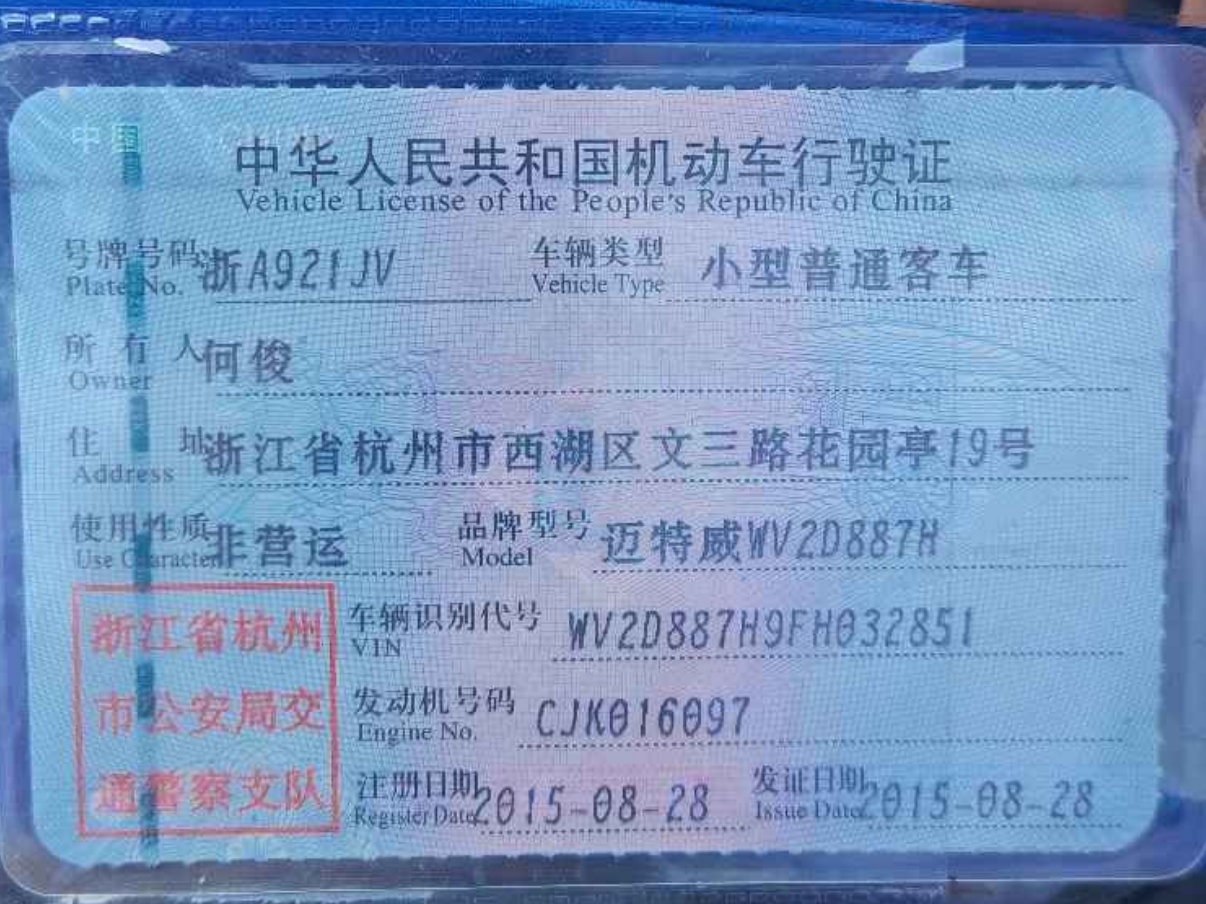 中国 CHINA
中华人民共和国机动车行驶证
Vehicle License of the People's Republic of China
号牌号码 浙A921JV 车辆类型 小型普通客车
Plate No. Vehicle Type
所有人 何俊
Owner
住址 浙江省杭州市西湖区文三路花园亭19号
Address
使用性质 非营运 品牌型号 迈特威WV2D887H
Use Character Model
浙江省杭州 车辆识别代号 WV2D887H9FH032851
VIN
市公安局交 发动机号码 CJK016097
Engine No.
通警察支队 注册日期 2015-08-28 发证日期 2015-08-28
Register Date Issue Date